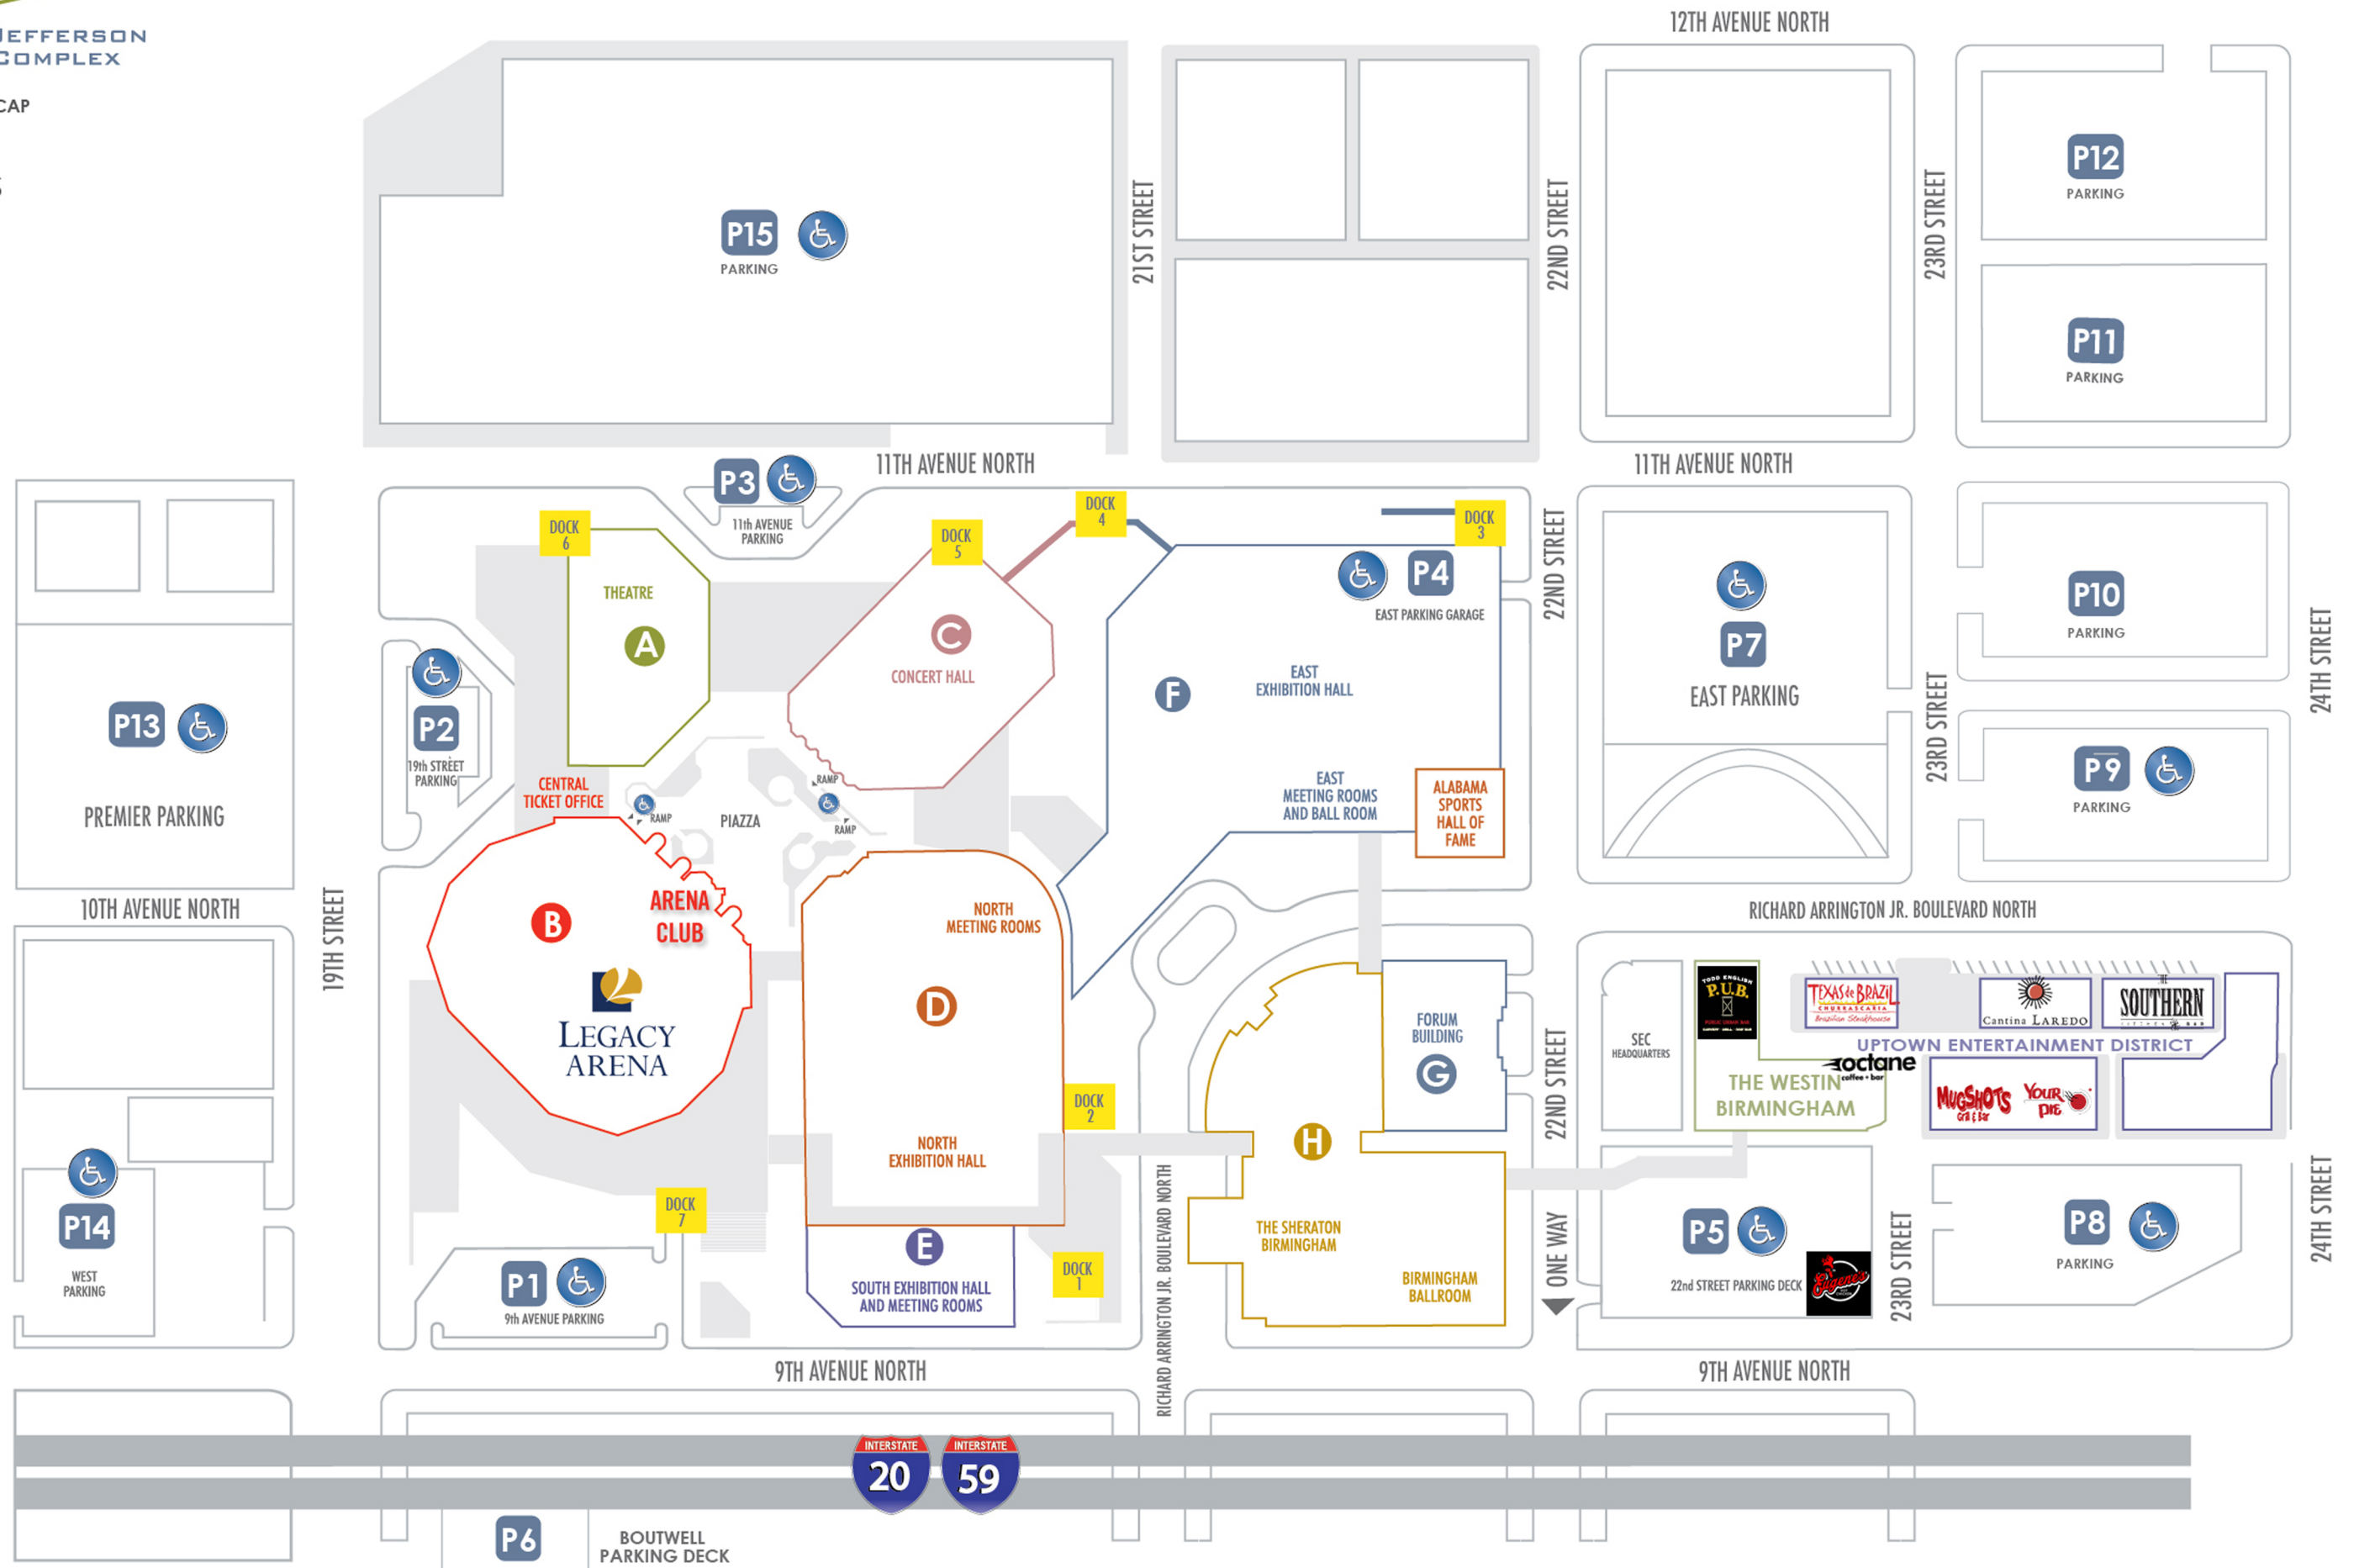 JEFFERSON
COMPLEX
CAP
S
12TH AVENUE NORTH
P15
PARKING
21ST STREET
22ND STREET
23RD STREET
P12
PARKING
P11
PARKING
11TH AVENUE NORTH
11TH AVENUE NORTH
P3
11th AVENUE
PARKING
DOCK
6
DOCK
5
DOCK
4
DOCK
3
THEATRE
A
C
CONCERT HALL
F
EAST
EXHIBITION HALL
P4
EAST PARKING GARAGE
22ND STREET
P7
EAST PARKING
P10
PARKING
24TH STREET
23RD STREET
P9
PARKING
P13
PREMIER PARKING
P2
19th STREET
PARKING
CENTRAL
TICKET OFFICE
RAMP
PIAZZA
RAMP
RAMP
EAST
MEETING ROOMS
AND BALL ROOM
ALABAMA
SPORTS
HALL OF
FAME
10TH AVENUE NORTH
19TH STREET
B
ARENA
CLUB
LEGACY
ARENA
NORTH
MEETING ROOMS
D
NORTH
EXHIBITION HALL
DOCK
2
RICHARD ARRINGTON JR. BOULEVARD NORTH
FORUM
BUILDING
G
22ND STREET
SEC
HEADQUARTERS
TODD ENGLISH
P.U.B.
TEXAS de BRAZIL
CHURRASCARIA
Brazilian Steakhouse
Cantina LAREDO
THE
SOUTHERN
KITCHEN BAR
UPTOWN ENTERTAINMENT DISTRICT
octane
coffee + bar
THE WESTIN
BIRMINGHAM
MUGSHOTS
Grill & Bar
YOUR
PIE
H
THE SHERATON
BIRMINGHAM
BIRMINGHAM
BALLROOM
P14
WEST
PARKING
DOCK
7
P1
9th AVENUE PARKING
E
SOUTH EXHIBITION HALL
AND MEETING ROOMS
DOCK
1
RICHARD ARRINGTON JR. BOULEVARD NORTH
ONE WAY
P5
22nd STREET PARKING DECK
Eugene's
23RD STREET
P8
PARKING
24TH STREET
9TH AVENUE NORTH
9TH AVENUE NORTH
INTERSTATE
20
INTERSTATE
59
P6
BOUTWELL
PARKING DECK